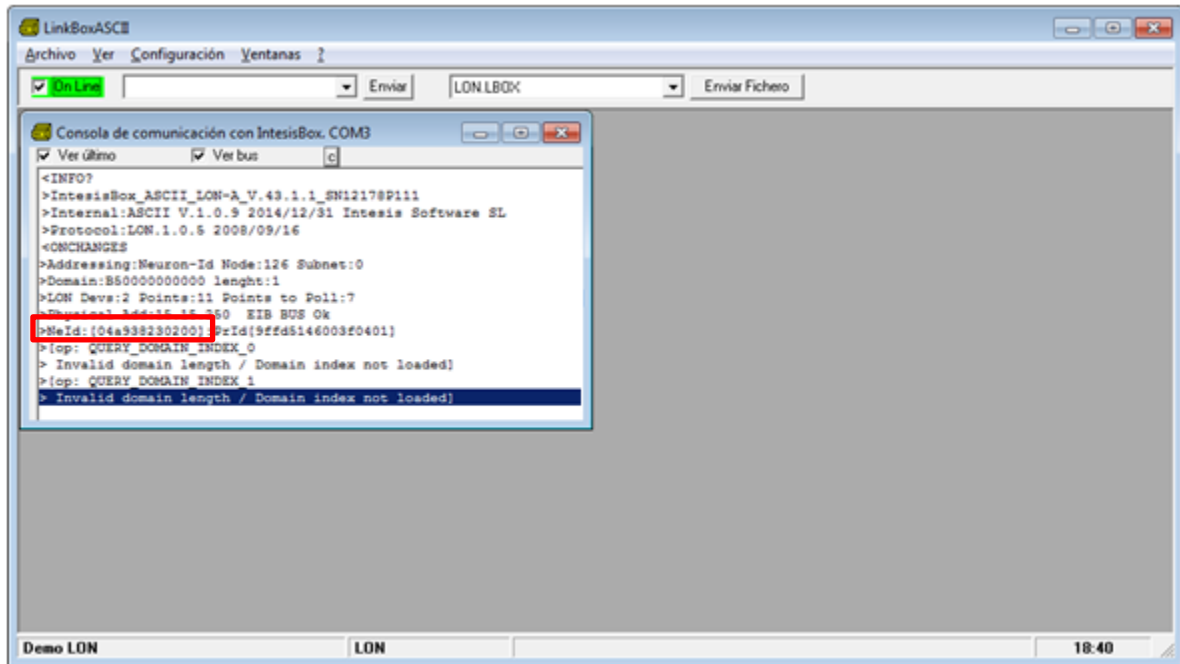 LinkBoxASCII
Archivo Ver Configuración Ventanas ?
On Line Enviar LON.LBOX Enviar Fichero
Consola de comunicación con IntesisBox. COM3
Ver último Ver bus c
<INFO?
>IntesisBox_ASCII_LON-A_V.43.1.1_SN12178P111
>Internal:ASCII V.1.0.9 2014/12/31 Intesis Software SL
>Protocol:LON.1.0.5 2008/09/16
<ONCHANGES
>Addressing:Neuron-Id Node:126 Subnet:0
>Domain:B50000000000 lenght:1
>LON Devs:2 Points:11 Points to Poll:7
>Physical Add:15.15.250 EIB BUS Ok
>NeId:[04a938230200]:PrId[9ffd5146003f0401]
>[op: QUERY_DOMAIN_INDEX_0
> Invalid domain length / Domain index not loaded]
>[op: QUERY_DOMAIN_INDEX_1
> Invalid domain length / Domain index not loaded]
Demo LON LON 18:40